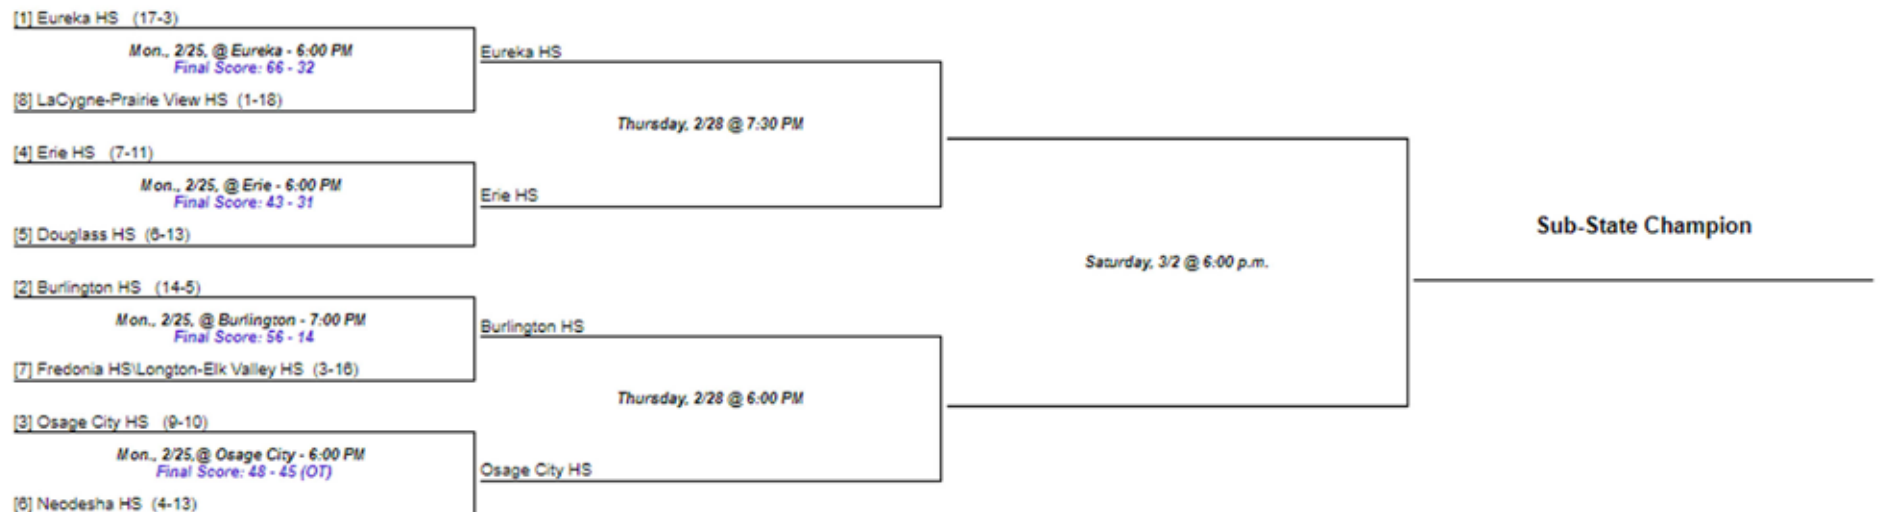 [1] Eureka HS (17-3)
Mon., 2/25, @ Eureka - 6:00 PM
Final Score: 66 - 32
[8] LaCygne-Prairie View HS (1-18)
Eureka HS
Thursday, 2/28 @ 7:30 PM
[4] Erie HS (7-11)
Mon., 2/25, @ Erie - 6:00 PM
Final Score: 43 - 31
[5] Douglass HS (6-13)
Erie HS
Sub-State Champion
Saturday, 3/2 @ 6:00 p.m.
[2] Burlington HS (14-5)
Mon., 2/25, @ Burlington - 7:00 PM
Final Score: 56 - 14
[7] Fredonia HS\Longton-Elk Valley HS (3-16)
Burlington HS
Thursday, 2/28 @ 6:00 PM
[3] Osage City HS (9-10)
Mon., 2/25,@ Osage City - 6:00 PM
Final Score: 48 - 45 (OT)
[6] Neodesha HS (4-13)
Osage City HS